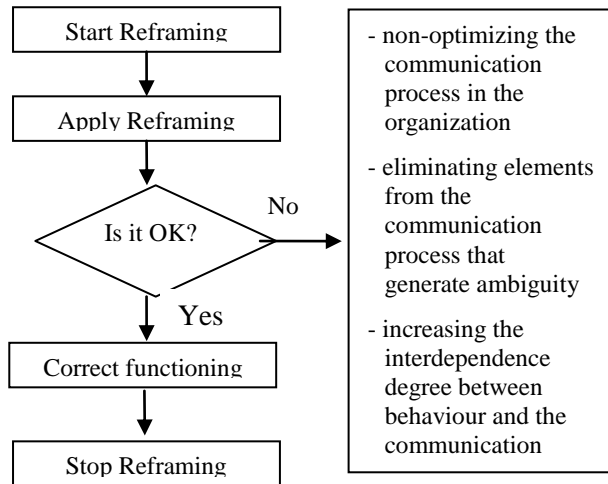 Start Reframing
Apply Reframing
Is it OK?
No
Yes
Correct functioning
Stop Reframing
- non-optimizing the
communication
process in the
organization
- eliminating elements
from the
communication
process that
generate ambiguity
- increasing the
interdependence
degree between
behaviour and the
communication